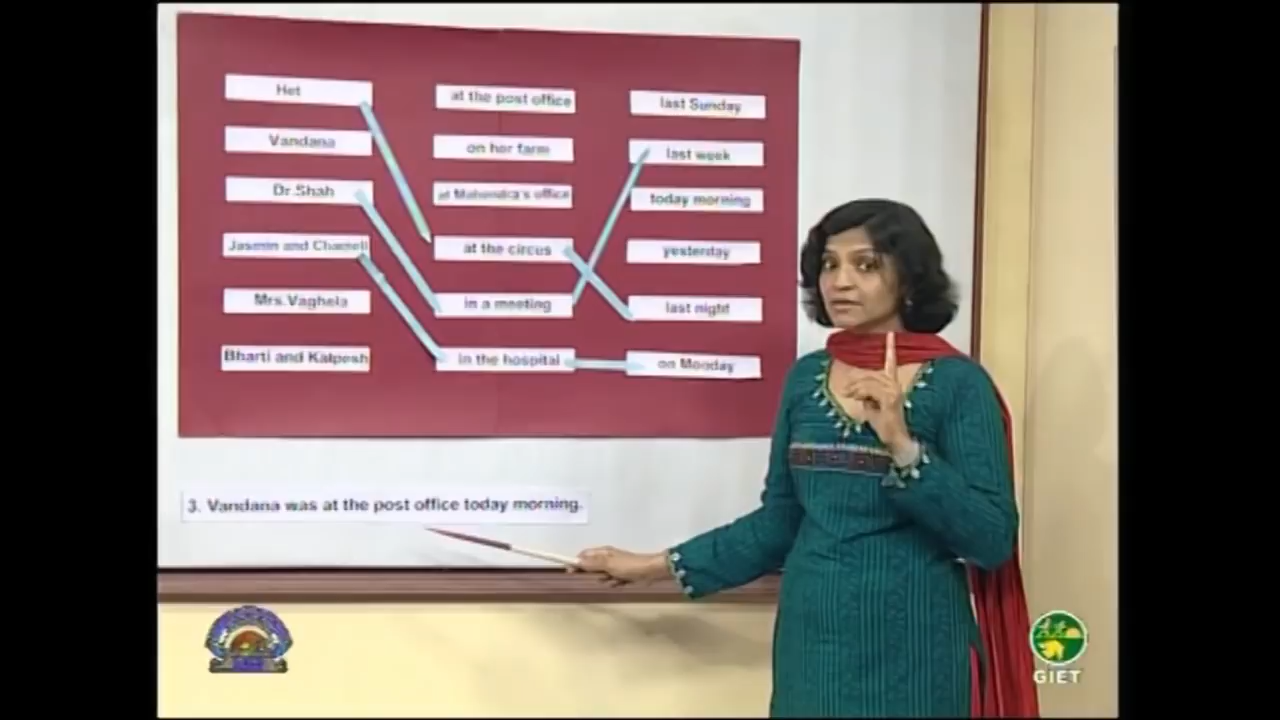 Het
at the post office
last Sunday
Vandana
on her farm
last week
Dr.Shah
at Mahendra's office
today morning
Jasmin and Chameli
at the circus
yesterday
Mrs.Vaghela
in a meeting
last night
Bharti and Kalpesh
in the hospital
on Monday
3. Vandana was at the post office today morning.
GIET